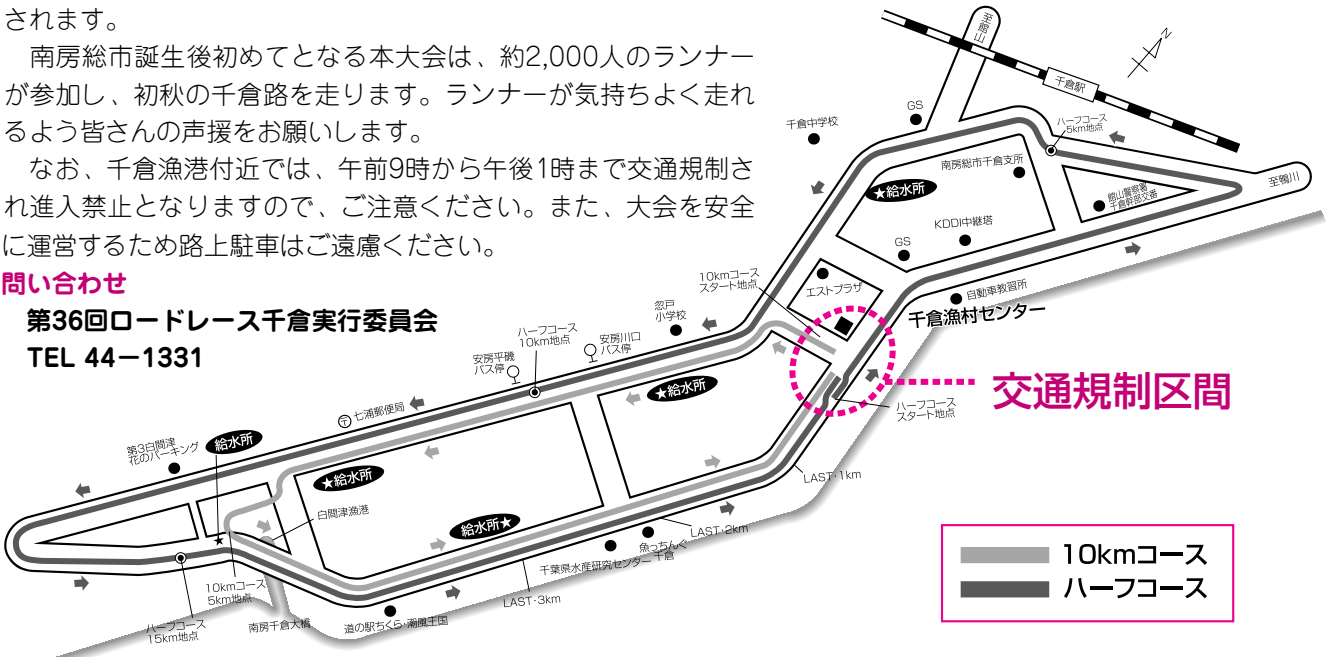 されます。
　南房総市誕生後初めてとなる本大会は、約2,000人のランナー
が参加し、初秋の千倉路を走ります。ランナーが気持ちよく走れ
るよう皆さんの声援をお願いします。
　なお、千倉漁港付近では、午前9時から午後1時まで交通規制さ
れ進入禁止となりますので、ご注意ください。また、大会を安全
に運営するため路上駐車はご遠慮ください。
問い合わせ
第36回ロードレース千倉実行委員会
TEL 44－1331
至館山
N
千倉駅
GS
千倉中学校
ハーフコース
5km地点
南房総市千倉支所
★給水所
館山警察署
千倉幹部交番
至鴨川
KDDI中継塔
GS
10kmコース
スタート地点
エストプラザ
自動車教習所
千倉漁村センター
忽戸
小学校
ハーフコース
10km地点
安房川口
バス停
安房平磯
バス停
★給水所
交通規制区間
ハーフコース
スタート地点
〒七浦郵便局
第3白間津
花のパーキング
給水所
★
★給水所
白間津漁港
給水所★
LAST・1km
LAST・2km
魚っちんぐ
千倉
千葉県水産研究センター
LAST・3km
10kmコース
5km地点
ハーフコース
15km地点
南房千倉大橋
道の駅ちくら・潮風王国
10kmコース
ハーフコース